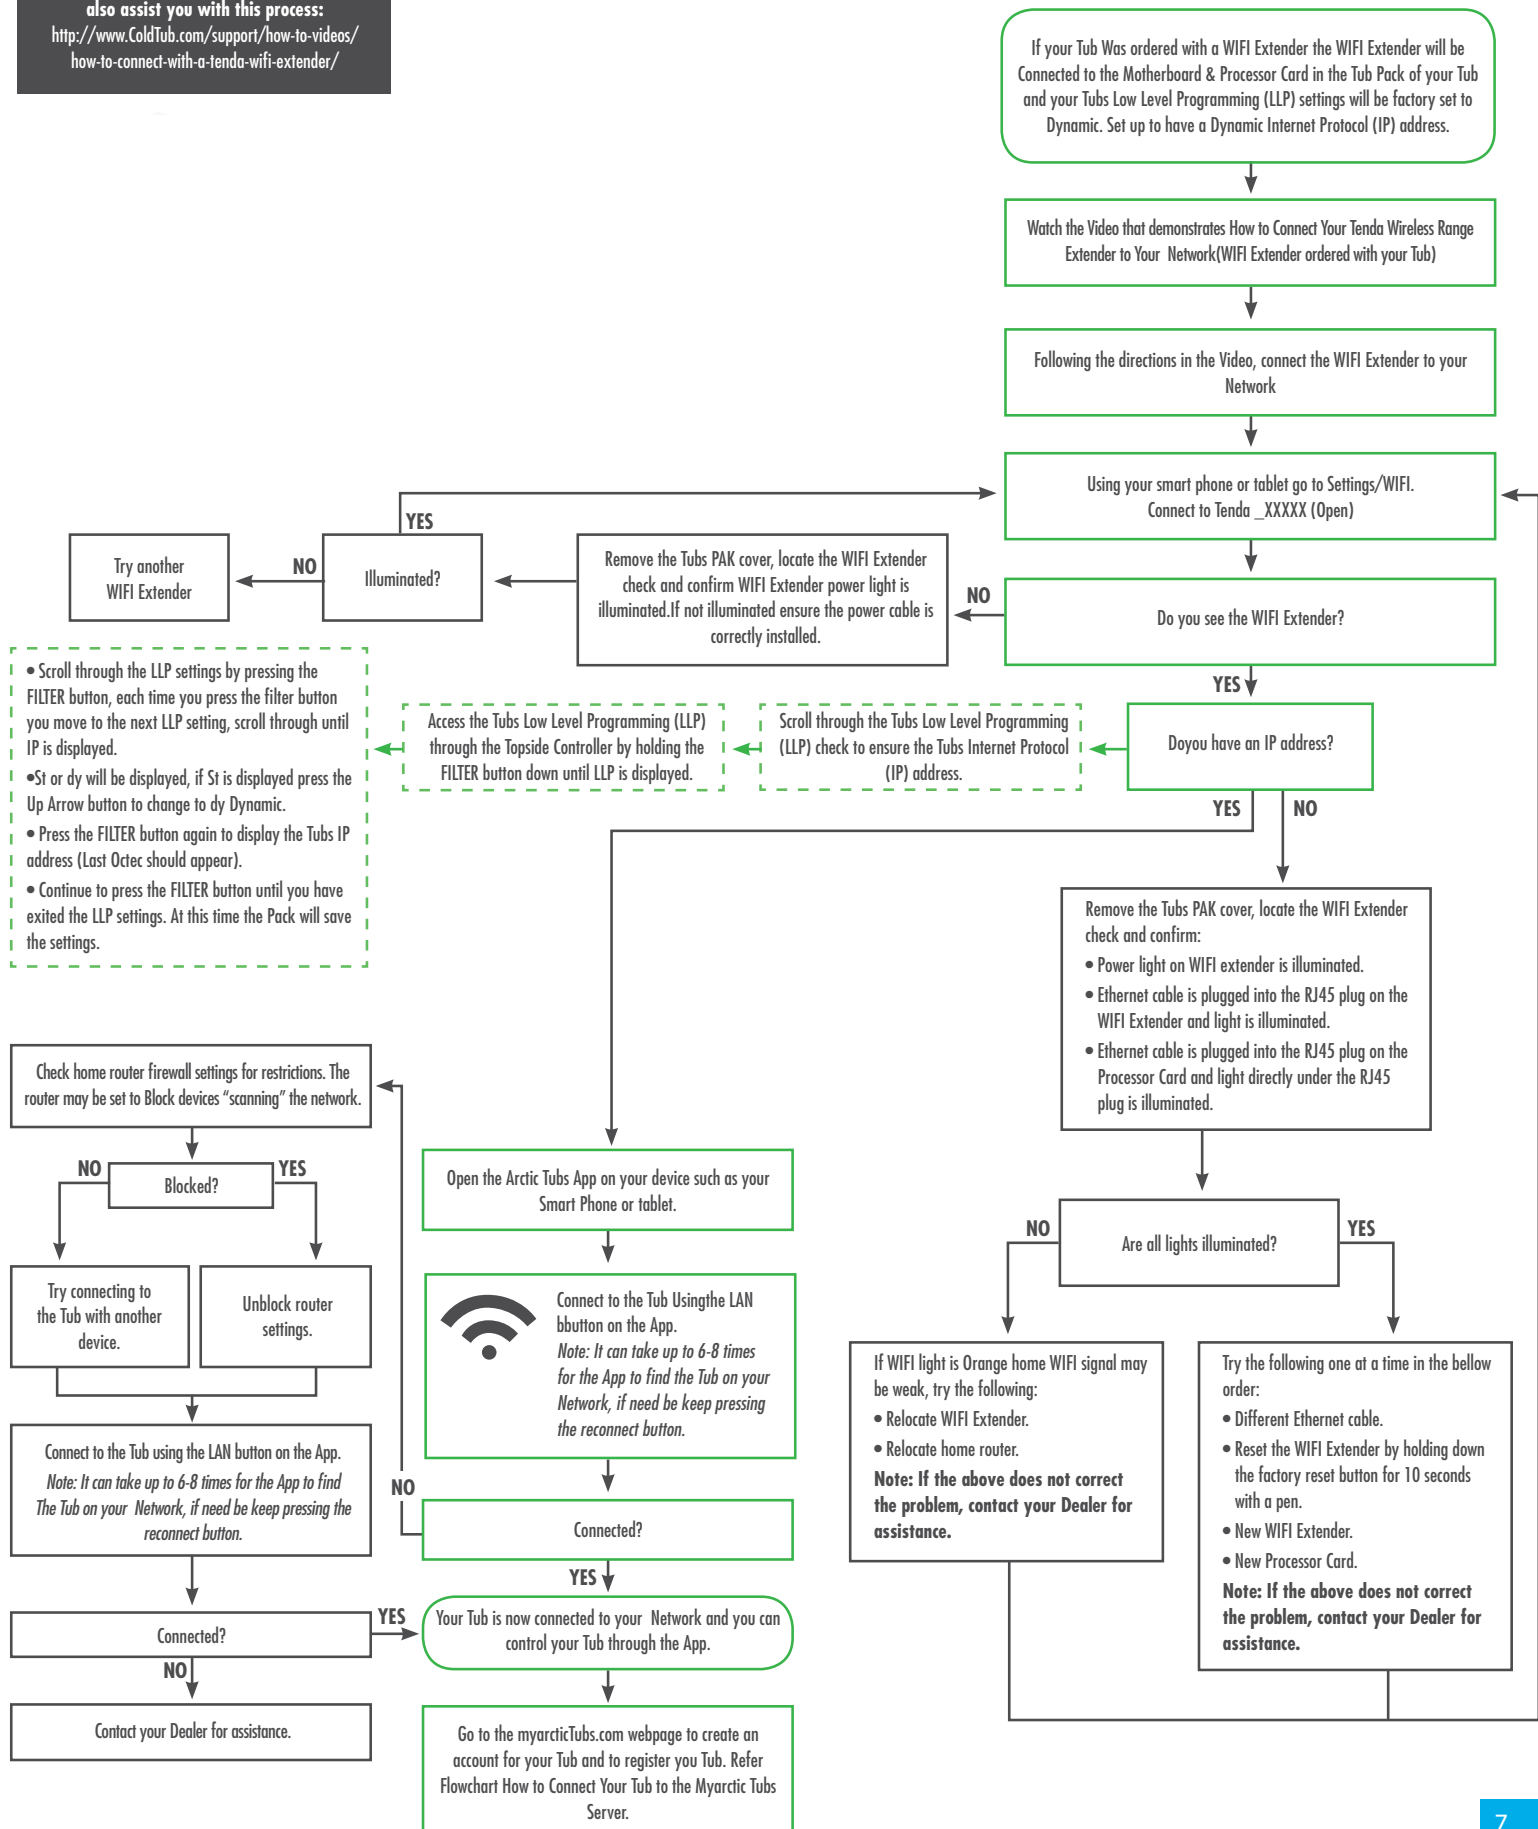 also assist you with this process:
http://www.ColdTub.com/support/how-to-videos/
how-to-connect-with-a-tenda-wifi-extender/
If your Tub Was ordered with a WIFI Extender the WIFI Extender will be
Connected to the Motherboard & Processor Card in the Tub Pack of your Tub
and your Tubs Low Level Programming (LLP) settings will be factory set to
Dynamic. Set up to have a Dynamic Internet Protocol (IP) address.
Watch the Video that demonstrates How to Connect Your Tenda Wireless Range
Extender to Your Network(WIFI Extender ordered with your Tub)
Following the directions in the Video, connect the WIFI Extender to your
Network
Using your smart phone or tablet go to Settings/WIFI.
Connect to Tenda _XXXXX (Open)
YES
Try another
WIFI Extender
NO
Illuminated?
Remove the Tubs PAK cover, locate the WIFI Extender
check and confirm WIFI Extender power light is
illuminated.If not illuminated ensure the power cable is
correctly installed.
NO
Do you see the WIFI Extender?
YES
• Scroll through the LLP settings by pressing the
FILTER button, each time you press the filter button
you move to the next LLP setting, scroll through until
IP is displayed.
•St or dy will be displayed, if St is displayed press the
Up Arrow button to change to dy Dynamic.
• Press the FILTER button again to display the Tubs IP
address (Last Octec should appear).
• Continue to press the FILTER button until you have
exited the LLP settings. At this time the Pack will save
the settings.
Access the Tubs Low Level Programming (LLP)
through the Topside Controller by holding the
FILTER button down until LLP is displayed.
Scroll through the Tubs Low Level Programming
(LLP) check to ensure the Tubs Internet Protocol
(IP) address.
Doyou have an IP address?
YES
NO
Remove the Tubs PAK cover, locate the WIFI Extender
check and confirm:
• Power light on WIFI extender is illuminated.
• Ethernet cable is plugged into the RJ45 plug on the
WIFI Extender and light is illuminated.
• Ethernet cable is plugged into the RJ45 plug on the
Processor Card and light directly under the RJ45
plug is illuminated.
Check home router firewall settings for restrictions. The
router may be set to Block devices “scanning” the network.
NO
Blocked?
YES
Try connecting to
the Tub with another
device.
Unblock router
settings.
Connect to the Tub using the LAN button on the App.
Note: It can take up to 6-8 times for the App to find
The Tub on your Network, if need be keep pressing the
reconnect button.
Connected?
YES
NO
Contact your Dealer for assistance.
Open the Arctic Tubs App on your device such as your
Smart Phone or tablet.
Connect to the Tub Usingthe LAN
bbutton on the App.
Note: It can take up to 6-8 times
for the App to find the Tub on your
Network, if need be keep pressing
the reconnect button.
NO
Connected?
YES
Your Tub is now connected to your Network and you can
control your Tub through the App.
Go to the myarcticTubs.com webpage to create an
account for your Tub and to register you Tub. Refer
Flowchart How to Connect Your Tub to the Myarctic Tubs
Server.
NO
Are all lights illuminated?
YES
If WIFI light is Orange home WIFI signal may
be weak, try the following:
• Relocate WIFI Extender.
• Relocate home router.
Note: If the above does not correct
the problem, contact your Dealer for
assistance.
Try the following one at a time in the bellow
order:
• Different Ethernet cable.
• Reset the WIFI Extender by holding down
the factory reset button for 10 seconds
with a pen.
• New WIFI Extender.
• New Processor Card.
Note: If the above does not correct
the problem, contact your Dealer for
assistance.
7